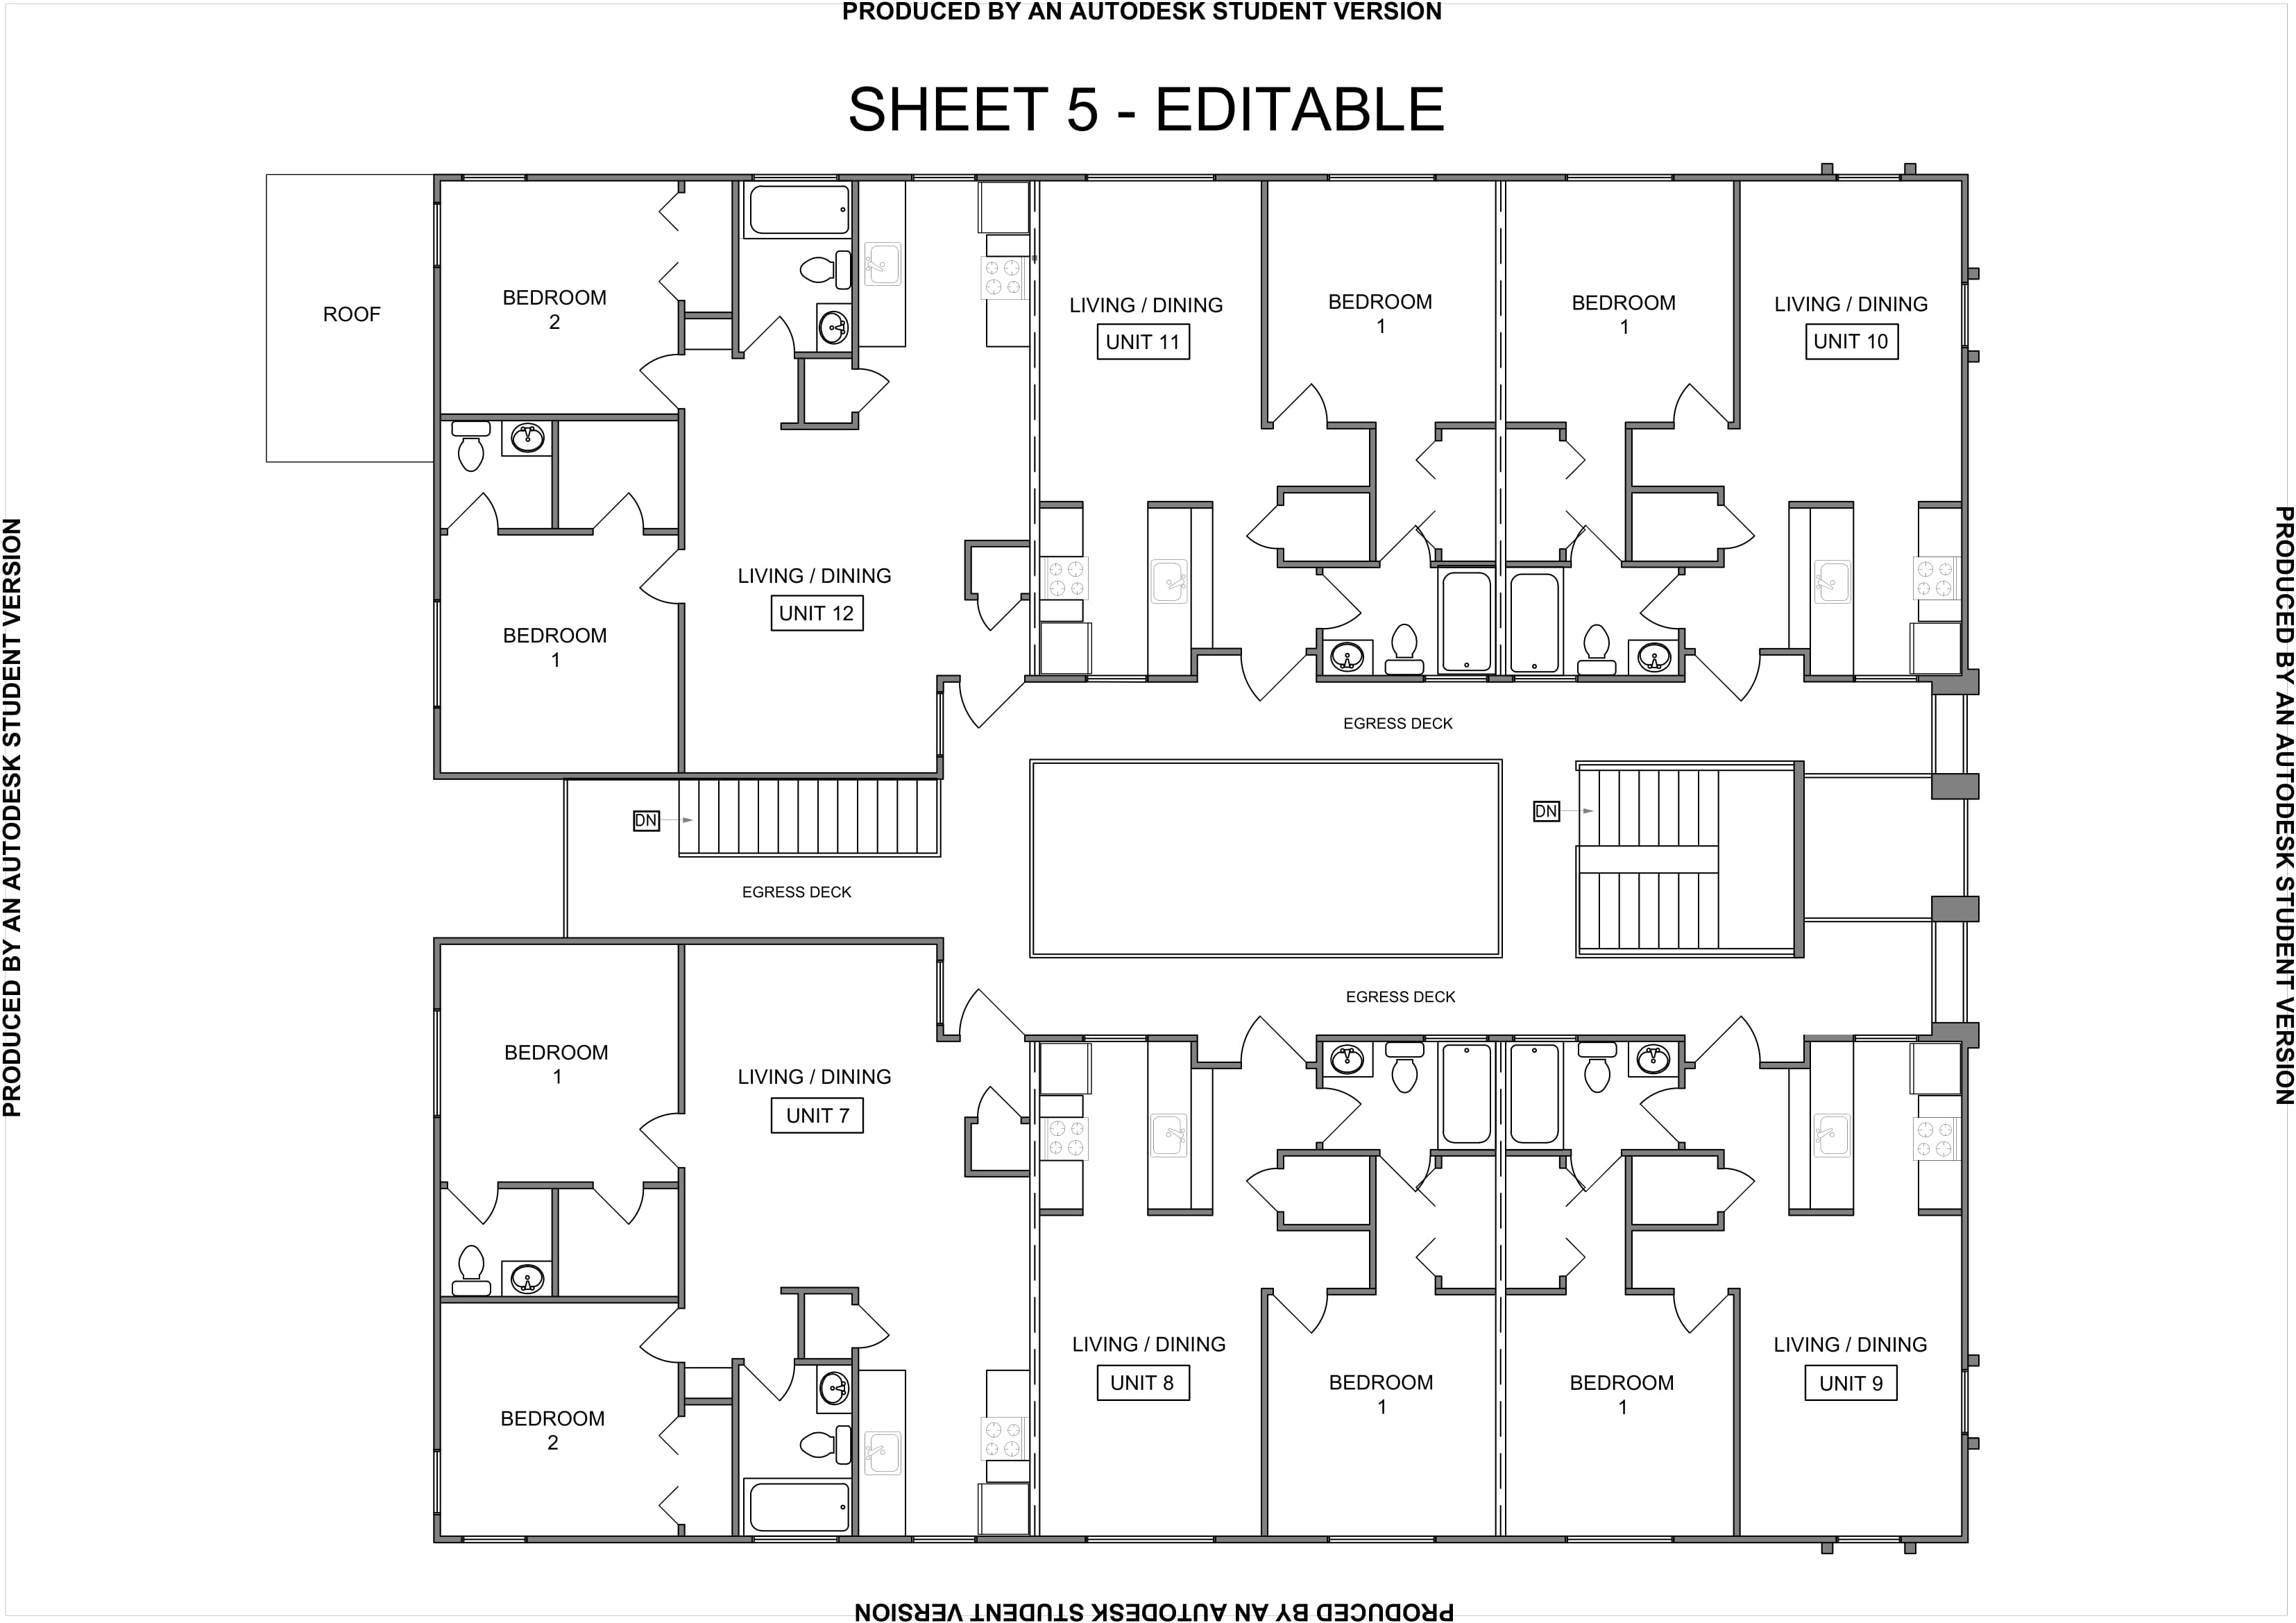 PRODUCED BY AN AUTODESK STUDENT VERSION
SHEET 5 - EDITABLE
ROOF
BEDROOM
2
LIVING / DINING
UNIT 11
BEDROOM
1
BEDROOM
1
LIVING / DINING
UNIT 10
LIVING / DINING
UNIT 12
BEDROOM
1
EGRESS DECK
DN
DN
EGRESS DECK
EGRESS DECK
BEDROOM
1
LIVING / DINING
UNIT 7
LIVING / DINING
UNIT 8
BEDROOM
1
BEDROOM
1
LIVING / DINING
UNIT 9
BEDROOM
2
PRODUCED BY AN AUTODESK STUDENT VERSION
PRODUCED BY AN AUTODESK STUDENT VERSION
PRODUCED BY AN AUTODESK STUDENT VERSION